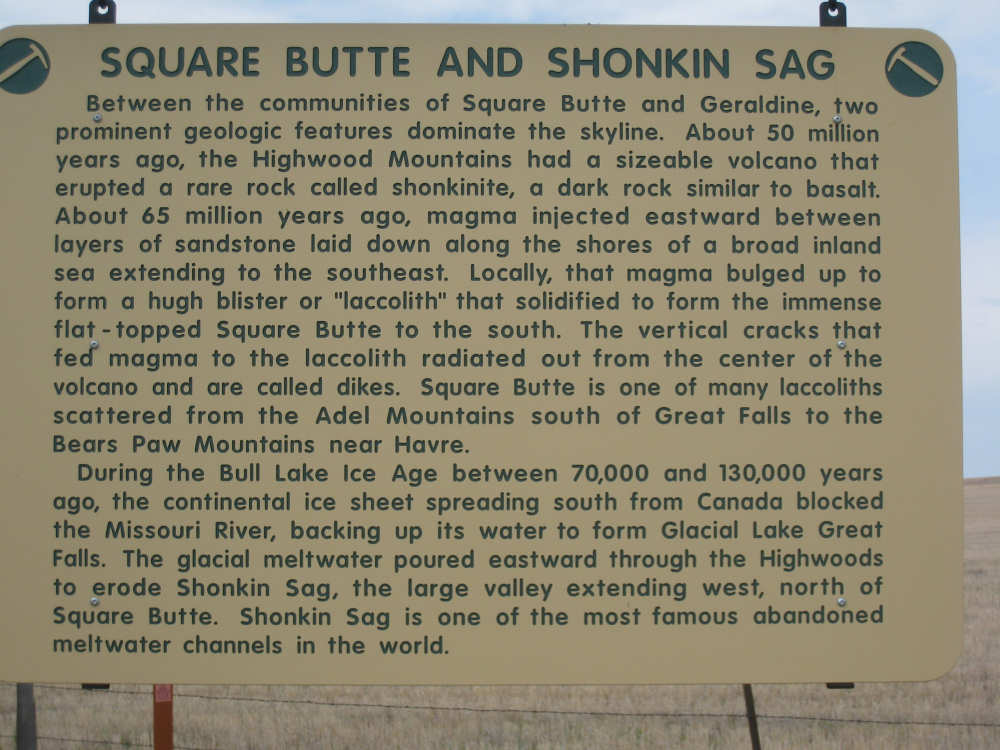 SQUARE BUTTE AND SHONKIN SAG
Between the communities of Square Butte and Geraldine, two
prominent geologic features dominate the skyline. About 50 million
years ago, the Highwood Mountains had a sizeable volcano that
erupted a rare rock called shonkinite, a dark rock similar to basalt.
About 65 million years ago, magma injected eastward between
layers of sandstone laid down along the shores of a broad inland
sea extending to the southeast. Locally, that magma bulged up to
form a hugh blister or "laccolith" that solidified to form the immense
flat-topped Square Butte to the south. The vertical cracks that
fed magma to the laccolith radiated out from the center of the
volcano and are called dikes. Square Butte is one of many laccoliths
scattered from the Adel Mountains south of Great Falls to the
Bears Paw Mountains near Havre.
During the Bull Lake Ice Age between 70,000 and 130,000 years
ago, the continental ice sheet spreading south from Canada blocked
the Missouri River, backing up its water to form Glacial Lake Great
Falls. The glacial meltwater poured eastward through the Highwoods
to erode Shonkin Sag, the large valley extending west, north of
Square Butte. Shonkin Sag is one of the most famous abandoned
meltwater channels in the world.